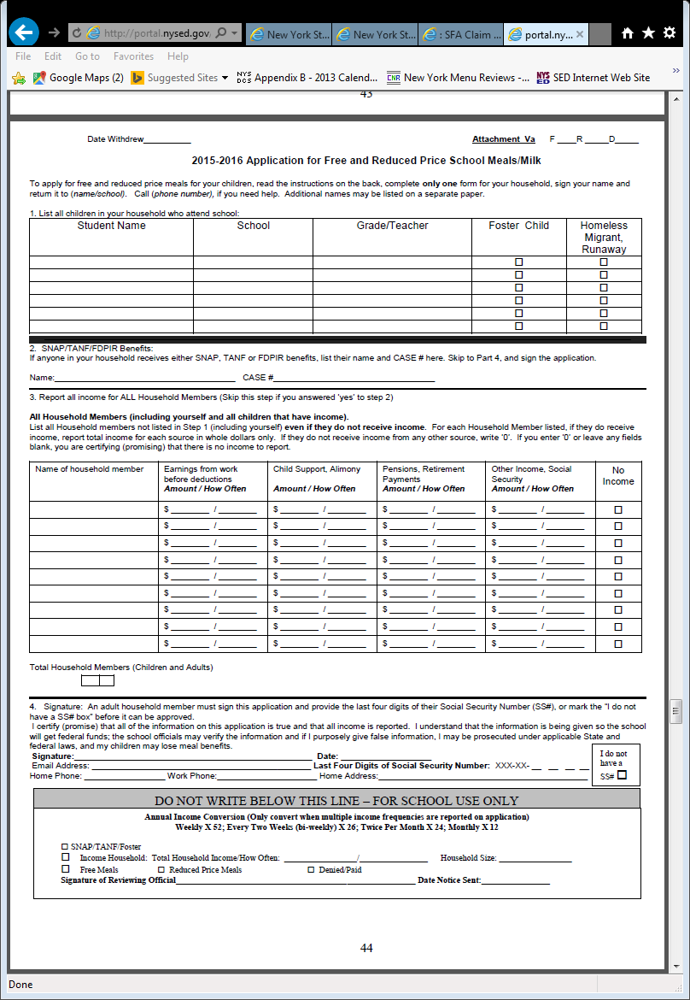 http://portal.nysed.gov
New York St...
New York St...
: SFA Claim ...
portal.ny...
File Edit Go to Favorites Help
Google Maps (2) Suggested Sites Appendix B - 2013 Calend... New York Menu Reviews -... SED Internet Web Site
43
Date Withdrew__________ Attachment Va F ____R _____D_____
2015-2016 Application for Free and Reduced Price School Meals/Milk
To apply for free and reduced price meals for your children, read the instructions on the back, complete only one form for your household, sign your name and
return it to (name/school). Call (phone number), if you need help. Additional names may be listed on a separate paper.
1. List all children in your household who attend school:
Student Name School Grade/Teacher Foster Child Homeless
Migrant,
Runaway
2. SNAP/TANF/FDPIR Benefits:
If anyone in your household receives either SNAP, TANF or FDPIR benefits, list their name and CASE # here. Skip to Part 4, and sign the application.
Name:____________________ CASE #____________________
3. Report all income for ALL Household Members (Skip this step if you answered 'yes' to step 2)
All Household Members (including yourself and all children that have income).
List all Household members not listed in Step 1 (including yourself) even if they do not receive income. For each Household Member listed, if they do receive
income, report total income for each source in whole dollars only. If they do not receive income from any other source, write '0'. If you enter '0' or leave any fields
blank, you are certifying (promising) that there is no income to report.
Name of household member Earnings from work Child Support, Alimony Pensions, Retirement Other Income, Social No
before deductions Payments Security Income
Amount / How Often Amount / How Often Amount / How Often Amount / How Often
$ ________ / ________ $ ________ / ________ $ ________ / ________ $ ________ / ________
$ ________ / ________ $ ________ / ________ $ ________ / ________ $ ________ / ________
$ ________ / ________ $ ________ / ________ $ ________ / ________ $ ________ / ________
$ ________ / ________ $ ________ / ________ $ ________ / ________ $ ________ / ________
$ ________ / ________ $ ________ / ________ $ ________ / ________ $ ________ / ________
$ ________ / ________ $ ________ / ________ $ ________ / ________ $ ________ / ________
$ ________ / ________ $ ________ / ________ $ ________ / ________ $ ________ / ________
$ ________ / ________ $ ________ / ________ $ ________ / ________ $ ________ / ________
$ ________ / ________ $ ________ / ________ $ ________ / ________ $ ________ / ________
Total Household Members (Children and Adults)
4. Signature: An adult household member must sign this application and provide the last four digits of their Social Security Number (SS#), or mark the "I do not
have a SS# box" before it can be approved.
I certify (promise) that all of the information on this application is true and that all income is reported. I understand that the information is being given so the school
will get federal funds; the school officials may verify the information and if I purposely give false information, I may be prosecuted under applicable State and
federal laws, and my children may lose meal benefits.
Signature:____________________ Date: ____________________
Email Address: ____________________ Last Four Digits of Social Security Number: XXX-XX- __ __ __ __
Home Phone: ____________________ Work Phone:____________________ Home Address:____________________
I do not
have a
SS#
DO NOT WRITE BELOW THIS LINE – FOR SCHOOL USE ONLY
Annual Income Conversion (Only convert when multiple income frequencies are reported on application)
Weekly X 52; Every Two Weeks (bi-weekly) X 26; Twice Per Month X 24; Monthly X 12
SNAP/TANF/Foster
Income Household: Total Household Income/How Often: ________________/________________ Household Size: ________________
Free Meals Reduced Price Meals Denied/Paid
Signature of Reviewing Official____________________ Date Notice Sent:________________
44
Done